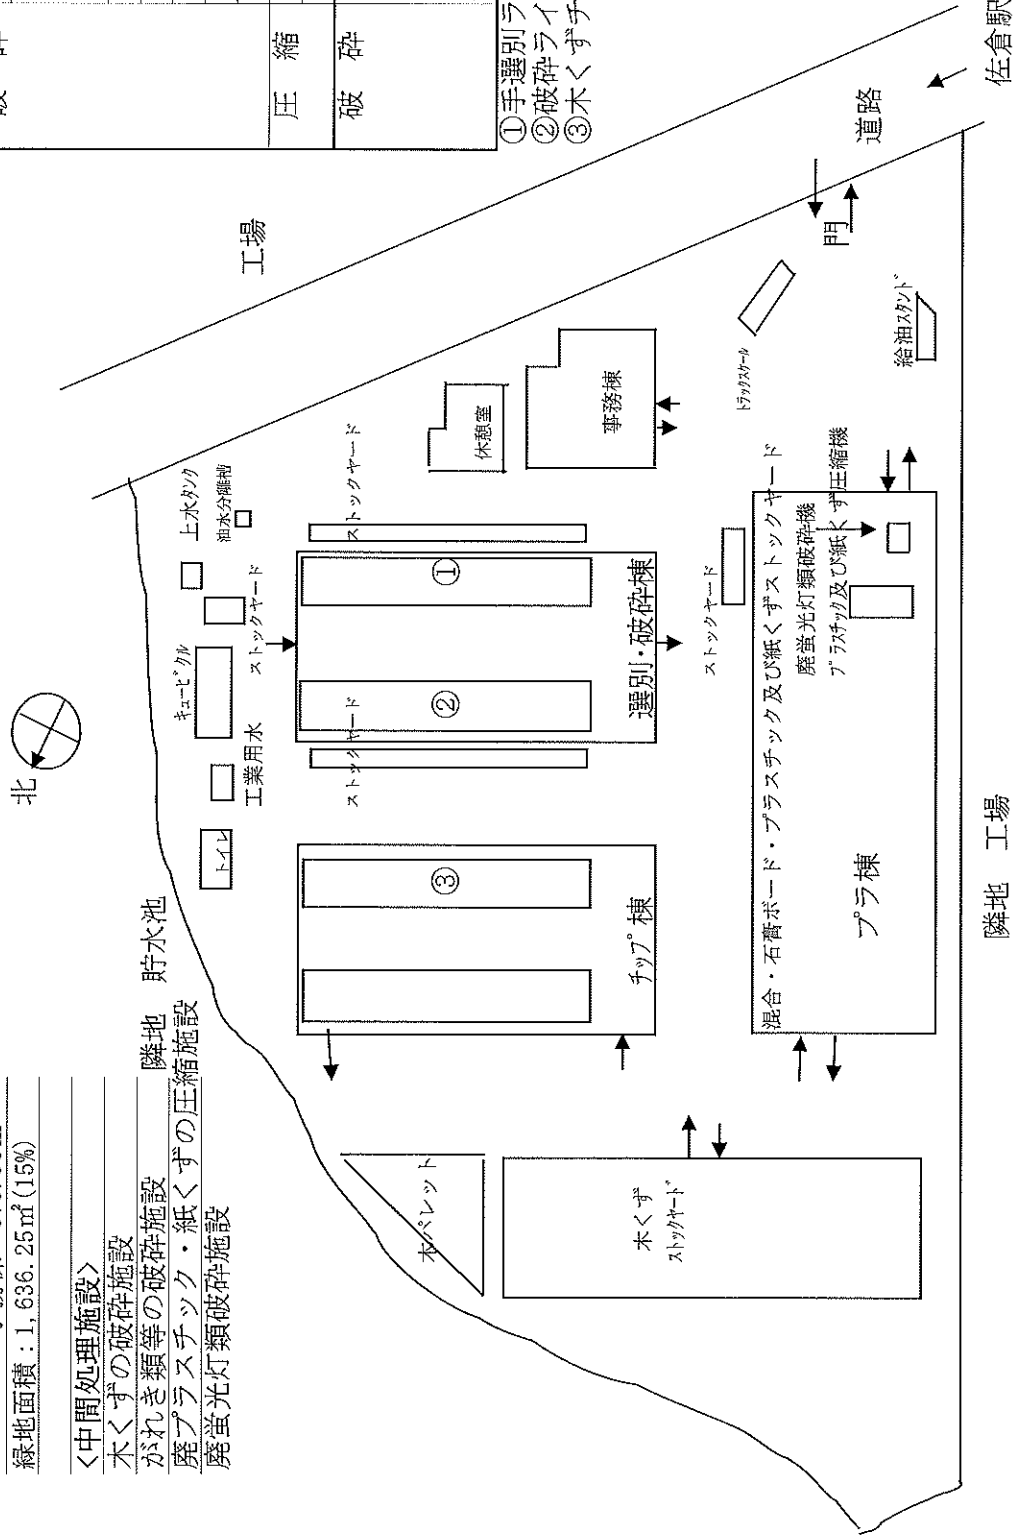 緑地面積：1,636.25㎡(15%)
<中間処理施設>
木くずの破砕施設
がれき類等の破砕施設
廃プラスチック・紙くずの圧縮施設
廃蛍光灯類破砕施設
圧 縮
破 砕
①手選別ラ
②破砕ライ
③木くずチ
北
隣地 貯水池
工場
道路
佐倉駅
門
トイレ
工業用水
キュービクル
ストックヤード
上水タンク
油水分離槽
ストックヤード
①
②
ストックヤード
選別・破砕棟
③
チップ棟
休憩室
事務棟
トラックスケール
給油スタンド
ストックヤード
木パレット
木くず
ストックヤード
混合・石膏ボード・プラスチック及び紙くずストックヤード
廃蛍光灯類破砕機
プラスチック及び紙くず圧縮機
プラ棟
隣地 工場